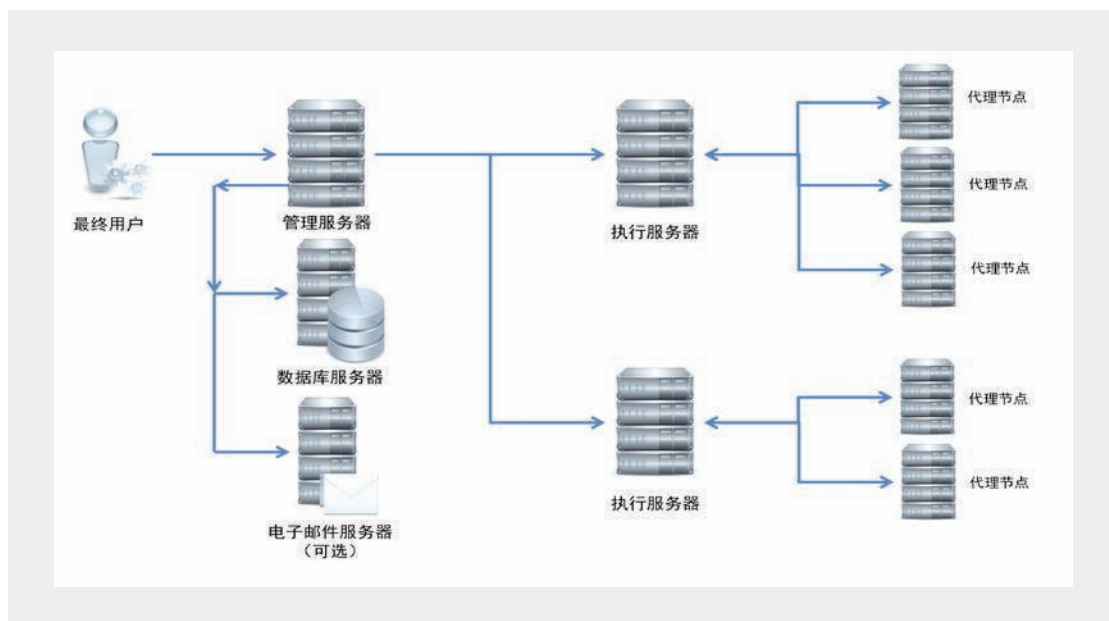 最终用户
管理服务器
数据库服务器
电子邮件服务器
（可选）
执行服务器
代理节点
代理节点
代理节点
执行服务器
代理节点
代理节点